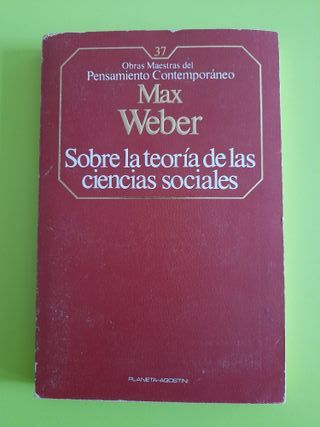 37
Obras Maestras del
Pensamiento Contemporáneo
Max
Weber
Sobre la teoría de las
ciencias sociales
PLANETA-AGOSTINI